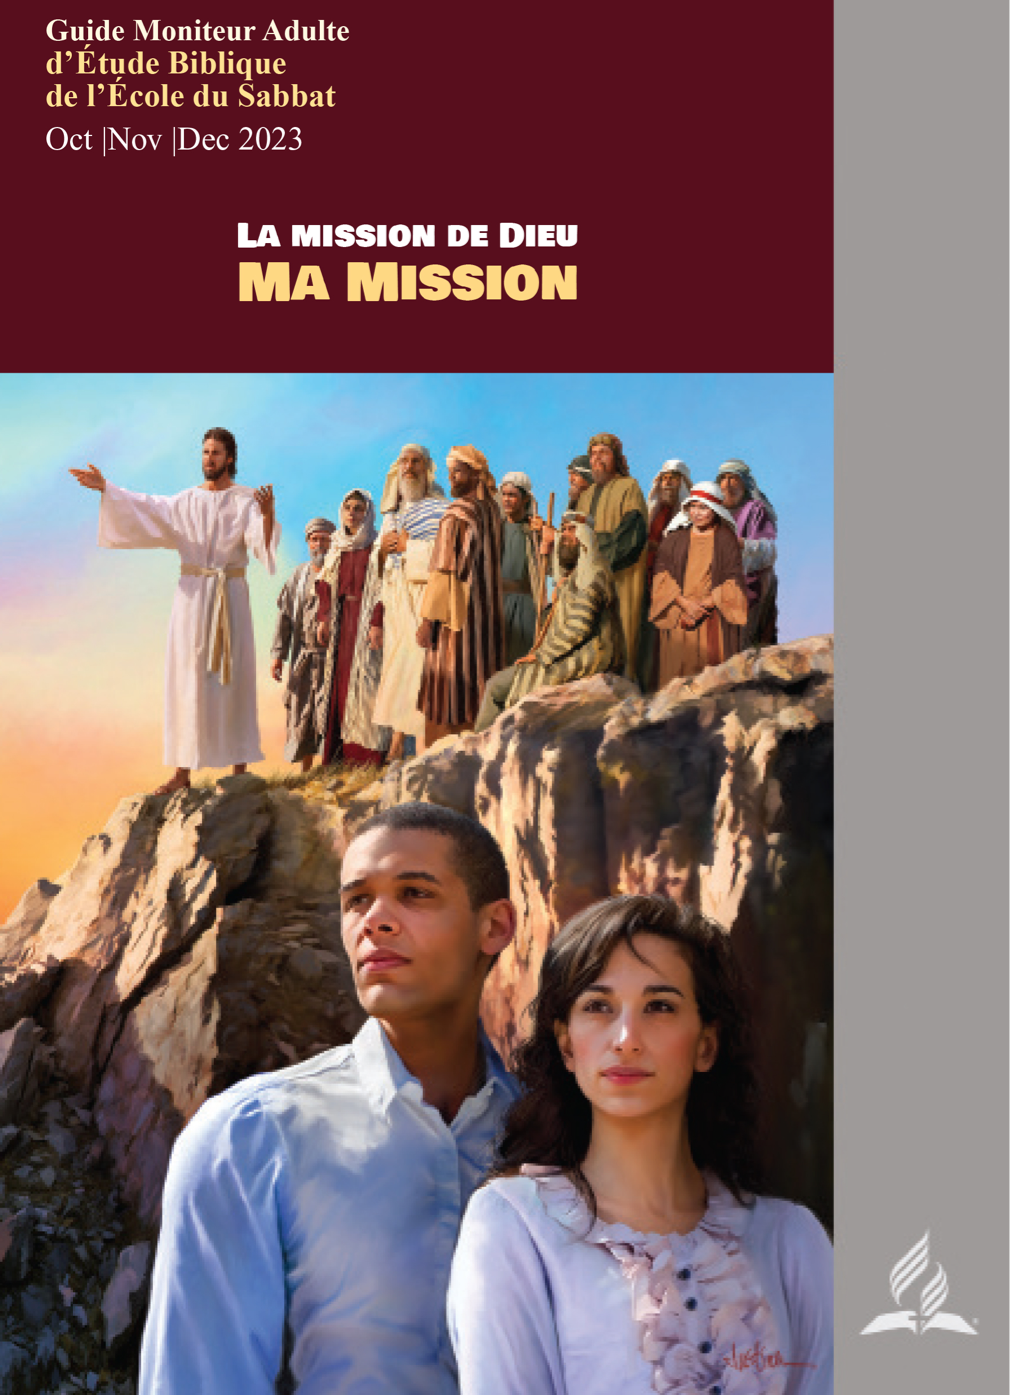 Guide Moniteur Adulte
d’Étude Biblique
de l’École du Sabbat
Oct |Nov |Dec 2023
La mission de Dieu
Ma Mission